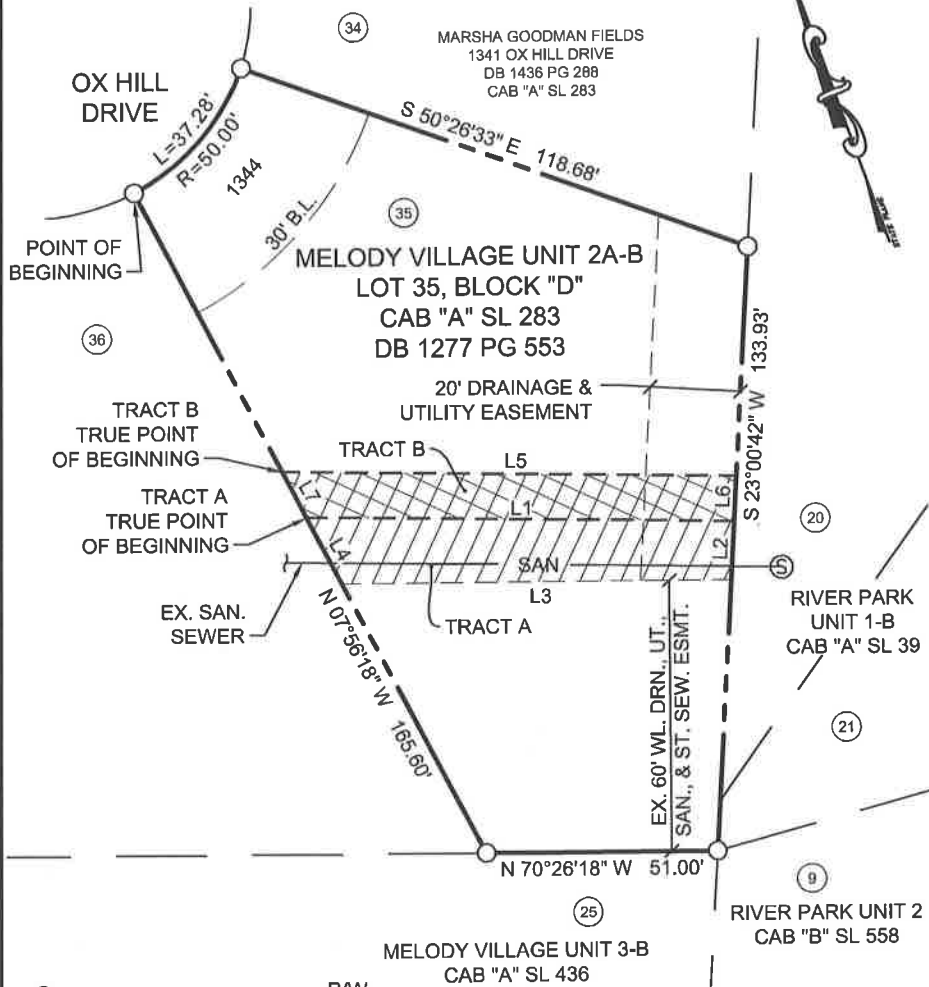 34
MARSHA GOODMAN FIELDS
1341 OX HILL DRIVE
DB 1436 PG 288
CAB "A" SL 283
OX HILL
DRIVE
L=37.28'
R=50.00'
1344
30' B.L.
S 50°26'33" E 118.68'
STATE PLANE
POINT OF
BEGINNING
35
MELODY VILLAGE UNIT 2A-B
LOT 35, BLOCK "D"
CAB "A" SL 283
DB 1277 PG 553
36
20' DRAINAGE &
UTILITY EASEMENT
S 23°00'42" W 133.93'
TRACT B
TRUE POINT
OF BEGINNING
TRACT B
L5
L7
L6
TRACT A
TRUE POINT
OF BEGINNING
L1
L4
L2
20
SAN
S
L3
EX. SAN.
SEWER
TRACT A
N 07°56'18" W 165.60'
EX. 60' WL. DRN., UT.,
SAN., & ST. SEW. ESMT.
RIVER PARK
UNIT 1-B
CAB "A" SL 39
21
N 70°26'18" W 51.00'
9
RIVER PARK UNIT 2
CAB "B" SL 558
25
MELODY VILLAGE UNIT 3-B
CAB "A" SL 436